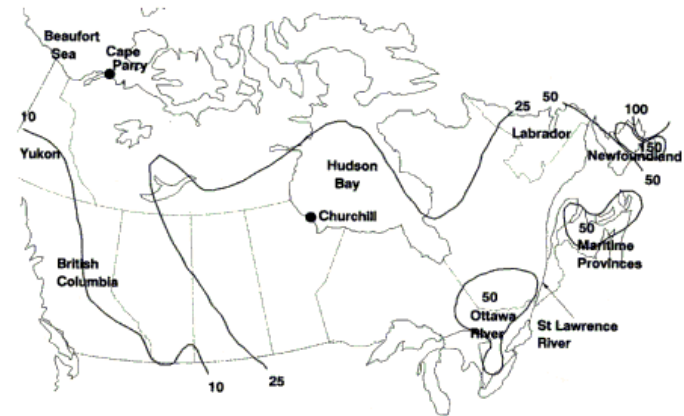 Beaufort
Sea
Cape
Parry
10
Yukon
25
50
100
Labrador
150
Newfoundland
50
Hudson
Bay
Churchill
50
Maritime
Provinces
British
Columbia
50
Ottawa
River
St Lawrence
River
10
25